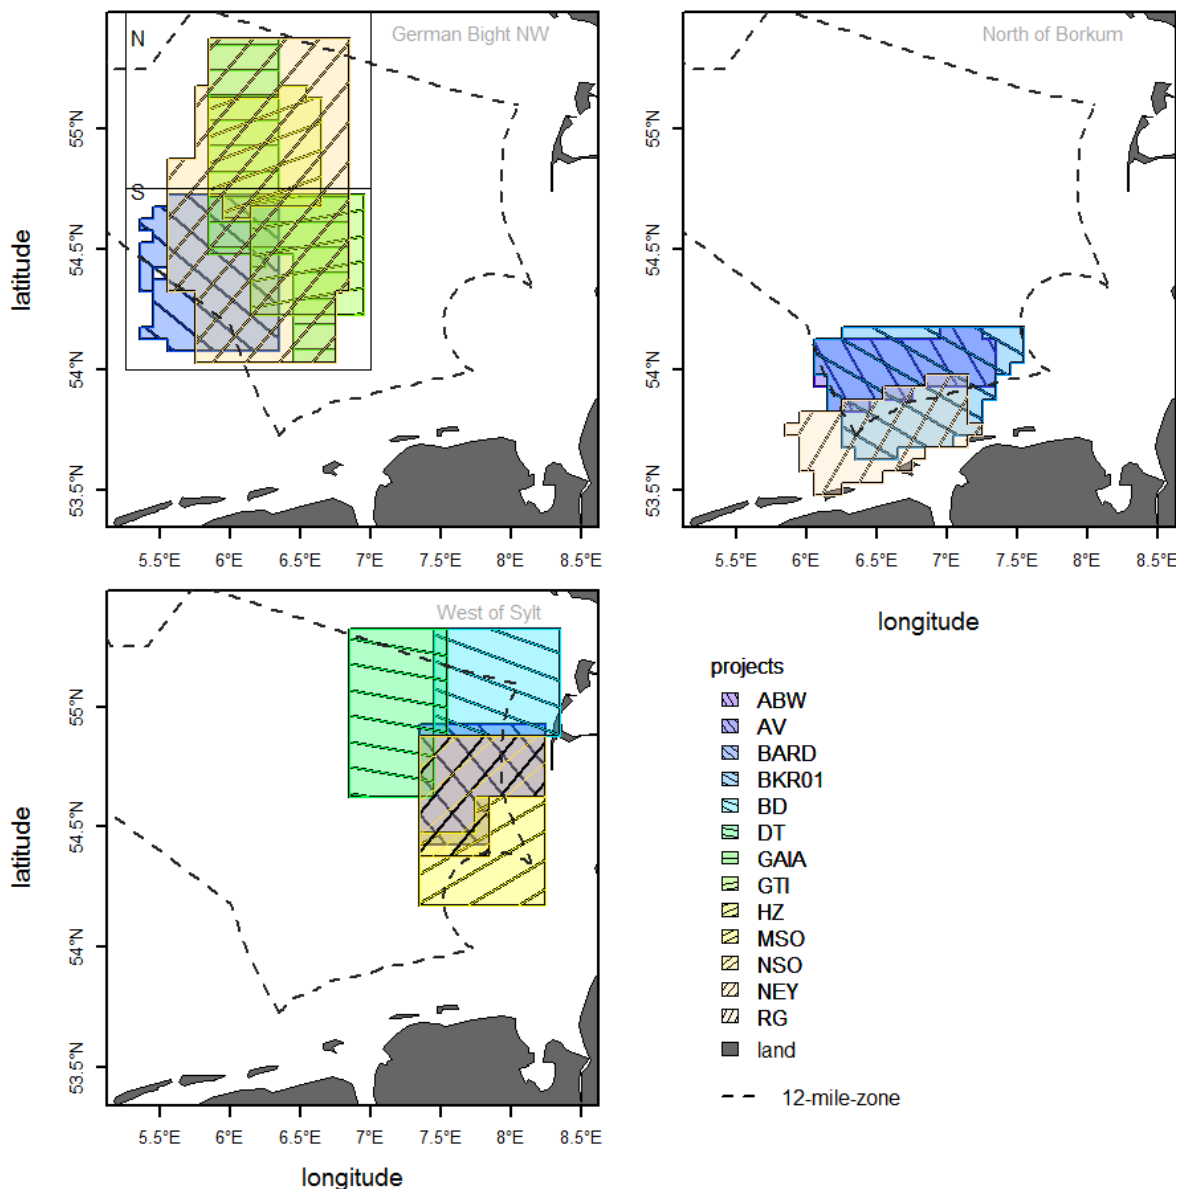 German Bight NW
N
S
55°N
54.5°N
54°N
53.5°N
latitude
5.5°E 6°E 6.5°E 7°E 7.5°E 8°E 8.5°E
North of Borkum
55°N
54.5°N
54°N
53.5°N
5.5°E 6°E 6.5°E 7°E 7.5°E 8°E 8.5°E
longitude
West of Sylt
55°N
54.5°N
54°N
53.5°N
latitude
5.5°E 6°E 6.5°E 7°E 7.5°E 8°E 8.5°E
longitude
projects
ABW
AV
BARD
BKR01
BD
DT
GAIA
GTI
HZ
MSO
NSO
NEY
RG
land
12-mile-zone